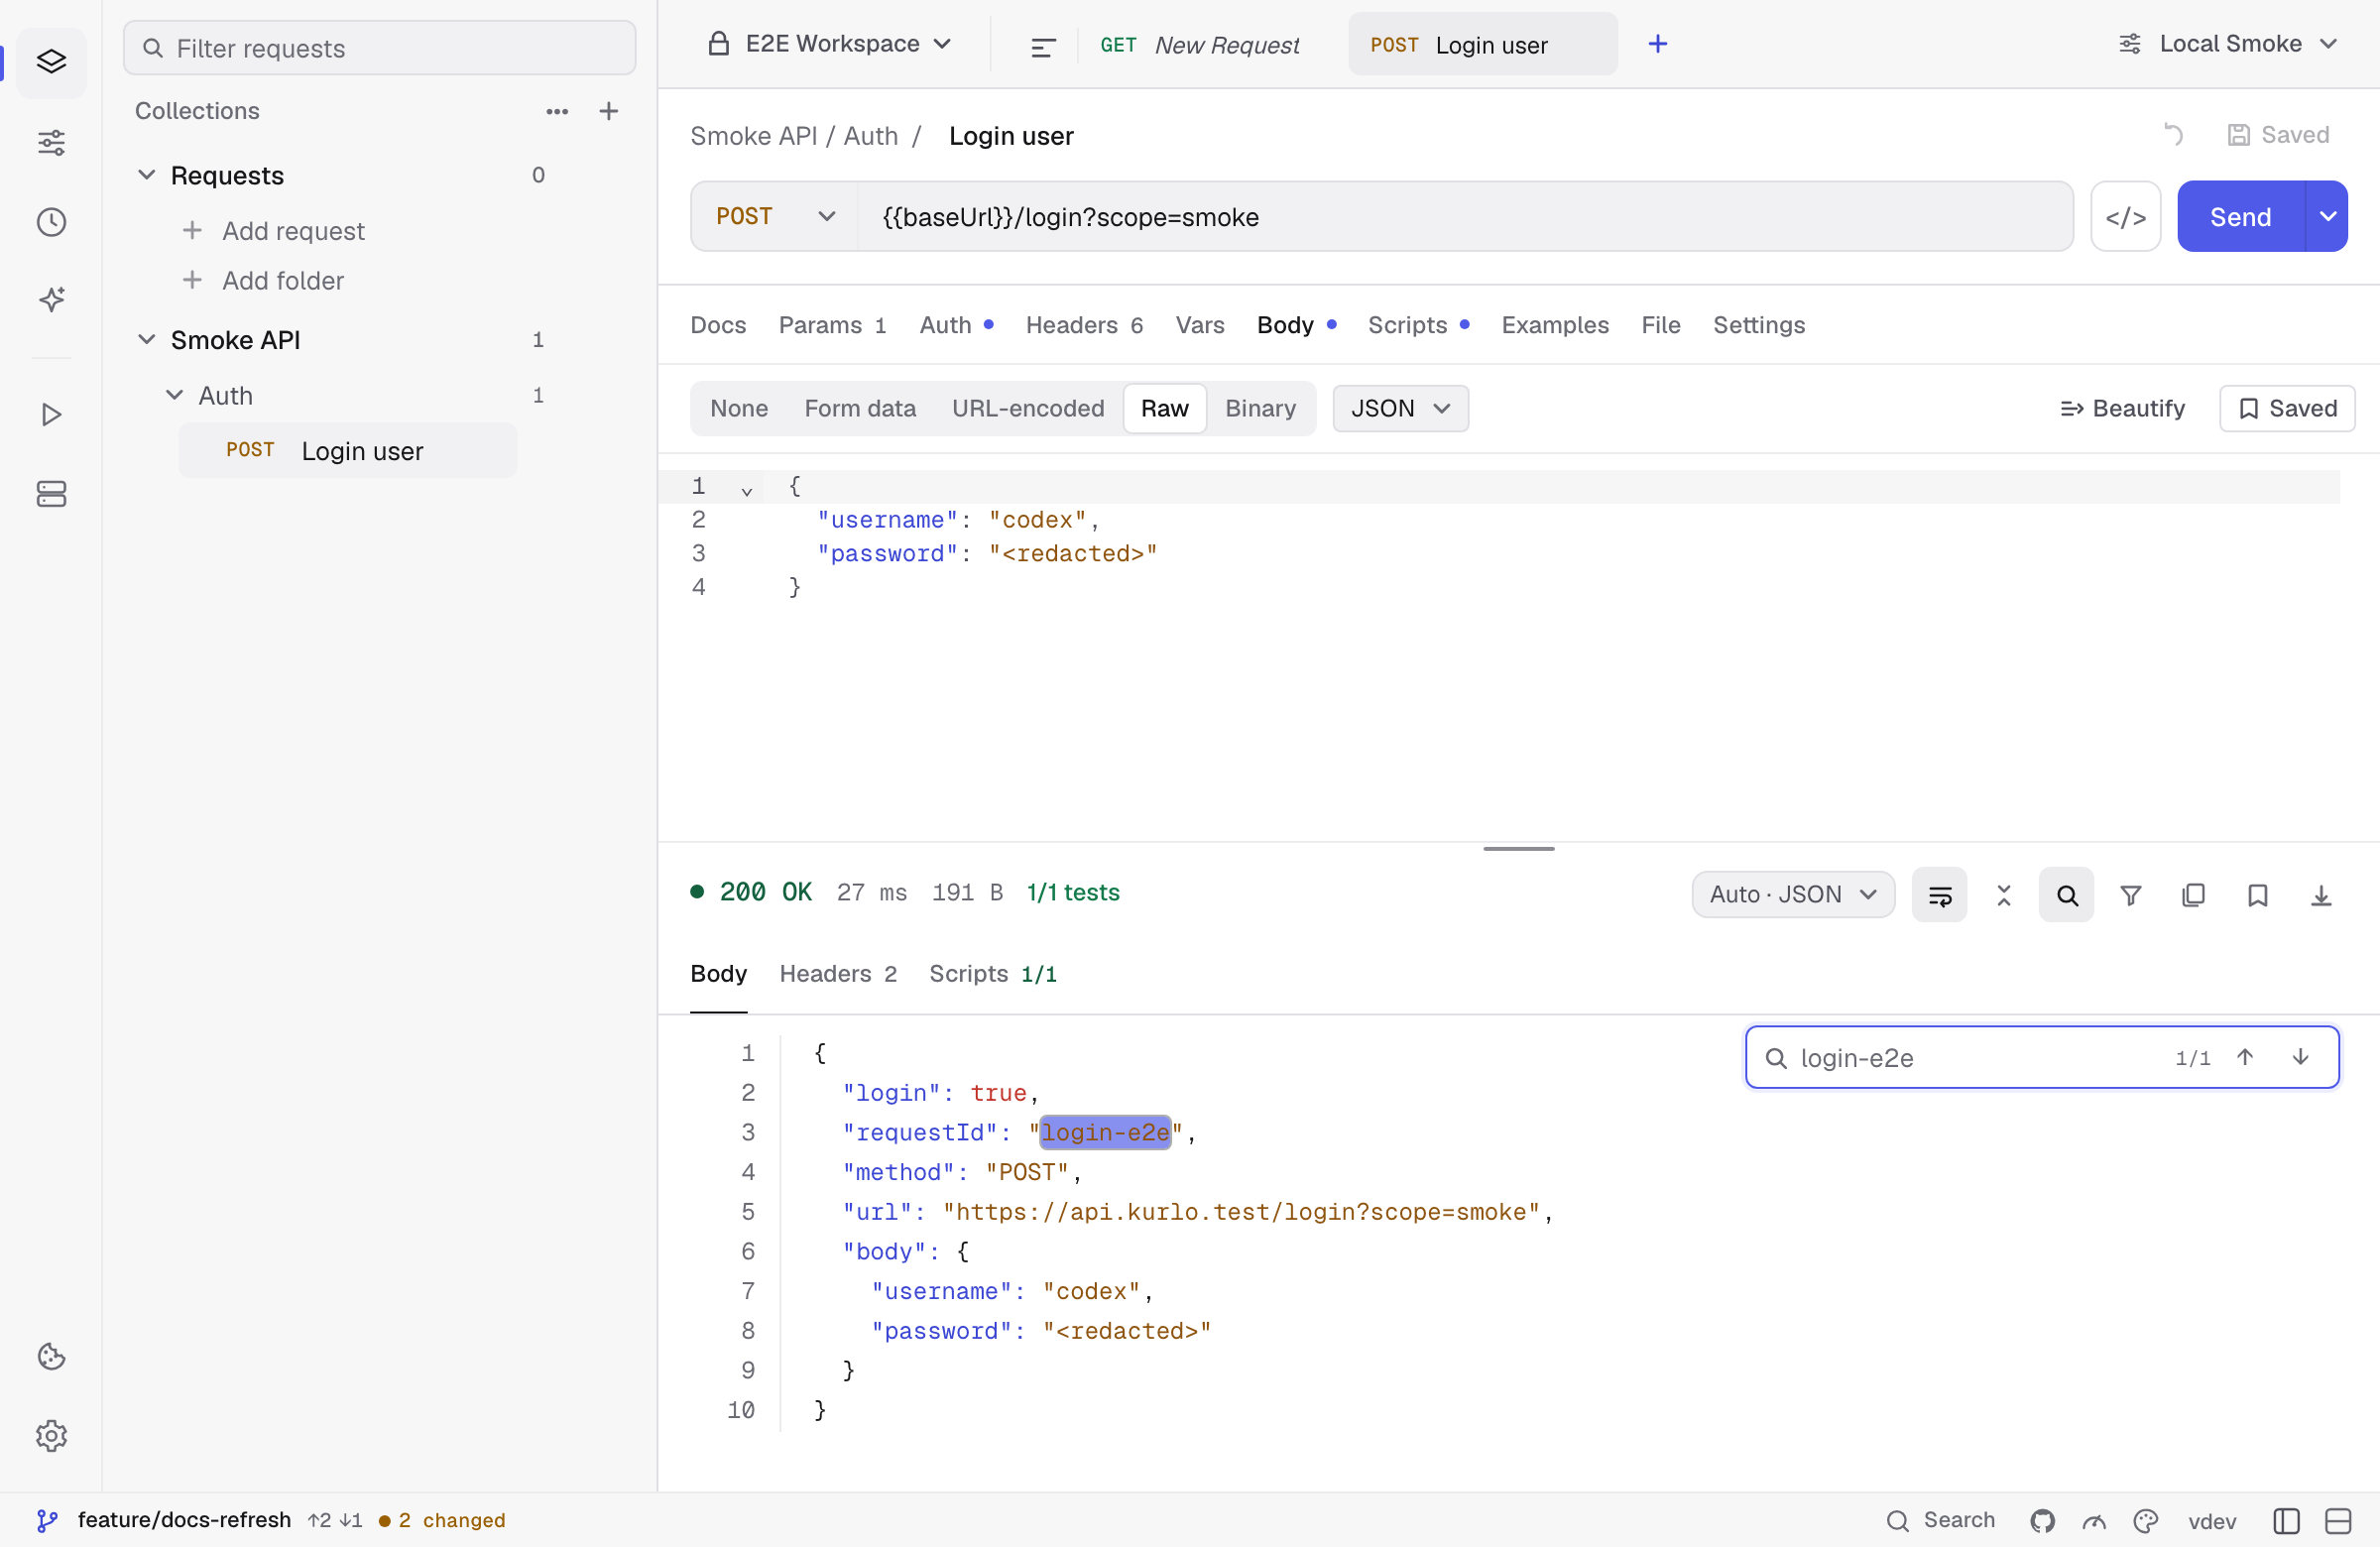 Filter requests
Collections
Requests 0
Add request
Add folder
Smoke API 1
Auth 1
POST Login user
E2E Workspace
GET New Request
POST Login user
Local Smoke
Smoke API / Auth / Login user
Saved
POST {{baseUrl}}/login?scope=smoke
</>
Send
Docs Params 1 Auth Headers 6 Vars Body Scripts Examples File Settings
None Form data URL-encoded Raw Binary JSON Beautify Saved
1 {
2 "username": "codex",
3 "password": "<redacted>"
4 }
200 OK 27 ms 191 B 1/1 tests
Auto · JSON
Body Headers 2 Scripts 1/1
login-e2e 1/1
1 {
2 "login": true,
3 "requestId": "login-e2e",
4 "method": "POST",
5 "url": "https://api.kurlo.test/login?scope=smoke",
6 "body": {
7 "username": "codex",
8 "password": "<redacted>"
9 }
10 }
feature/docs-refresh ↑2 ↓1 2 changed
Search
vdev